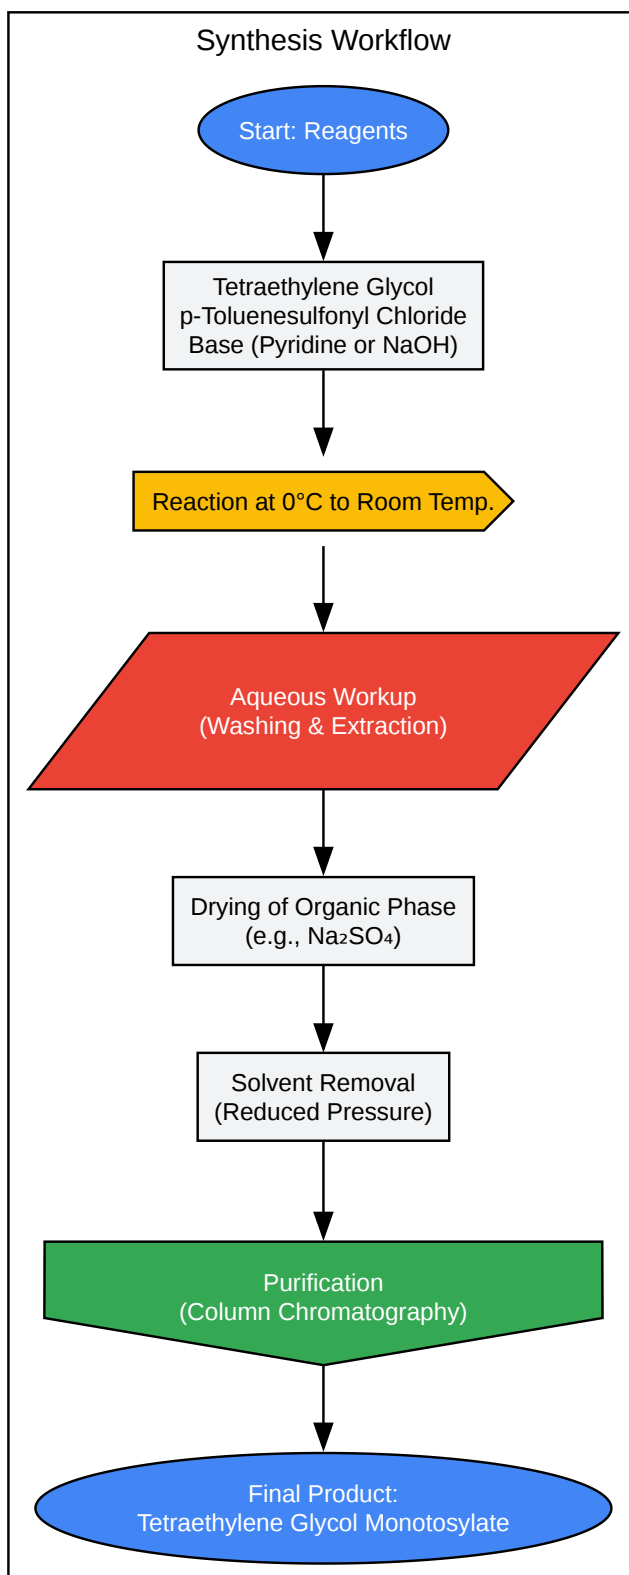 Synthesis Workflow
Start: Reagents
Tetraethylene Glycol
p-Toluenesulfonyl Chloride
Base (Pyridine or NaOH)
Reaction at 0°C to Room Temp.
Aqueous Workup
(Washing & Extraction)
Drying of Organic Phase
(e.g., Na₂SO₄)
Solvent Removal
(Reduced Pressure)
Purification
(Column Chromatography)
Final Product:
Tetraethylene Glycol Monotosylate